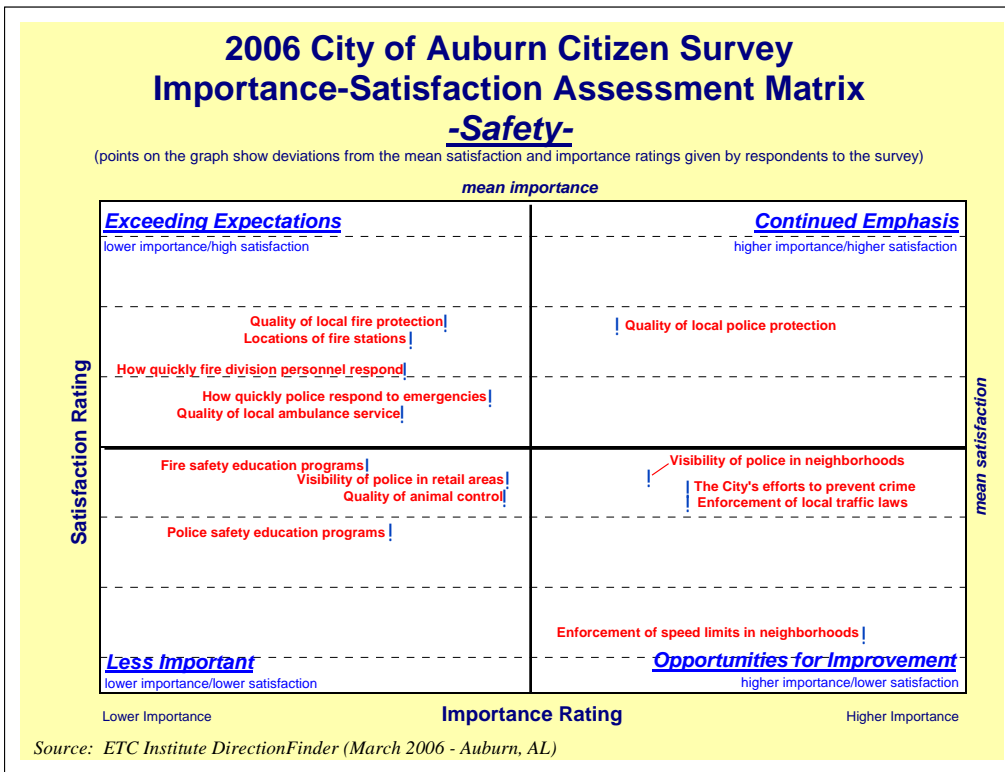 2006 City of Auburn Citizen Survey
Importance-Satisfaction Assessment Matrix
-Safety-
(points on the graph show deviations from the mean satisfaction and importance ratings given by respondents to the survey)
mean importance
Exceeding Expectations
lower importance/high satisfaction
Continued Emphasis
higher importance/higher satisfaction
Quality of local fire protection
Locations of fire stations
How quickly fire division personnel respond
How quickly police respond to emergencies
Quality of local ambulance service
Quality of local police protection
Satisfaction Rating
mean satisfaction
Fire safety education programs
Visibility of police in retail areas
Quality of animal control
Police safety education programs
Visibility of police in neighborhoods
The City's efforts to prevent crime
Enforcement of local traffic laws
Enforcement of speed limits in neighborhoods
Less Important
lower importance/lower satisfaction
Opportunities for Improvement
higher importance/lower satisfaction
Lower Importance
Importance Rating
Higher Importance
Source: ETC Institute DirectionFinder (March 2006 - Auburn, AL)